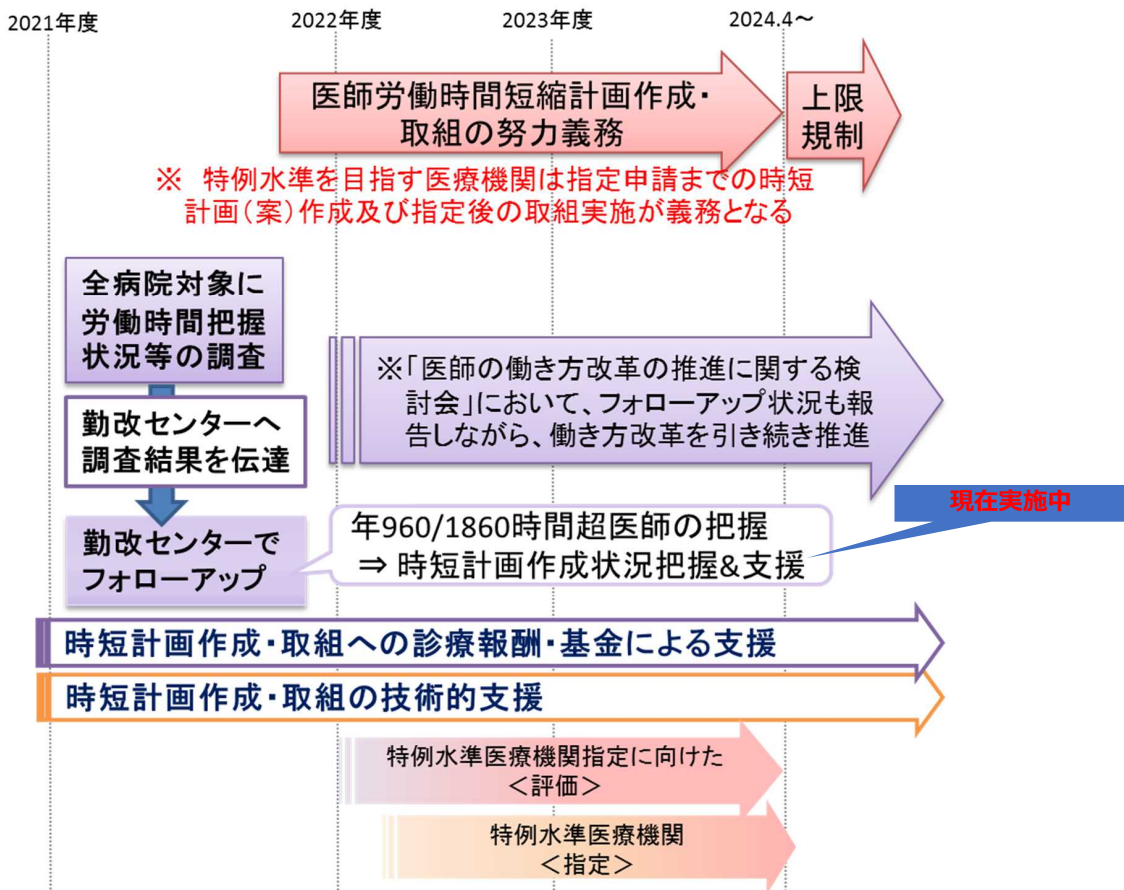 2021年度
2022年度
2023年度
2024.4～
医師労働時間短縮計画作成・
取組の努力義務
上限
規制
※　特例水準を目指す医療機関は指定申請までの時短
計画（案）作成及び指定後の取組実施が義務となる
全病院対象に
労働時間把握
状況等の調査
勤改センターへ
調査結果を伝達
勤改センターで
フォローアップ
※「医師の働き方改革の推進に関する検
討会」において、フォローアップ状況も報
告しながら、働き方改革を引き続き推進
現在実施中
年960/1860時間超医師の把握
⇒ 時短計画作成状況把握&支援
時短計画作成・取組への診療報酬・基金による支援
時短計画作成・取組の技術的支援
特例水準医療機関指定に向けた
＜評価＞
特例水準医療機関
＜指定＞